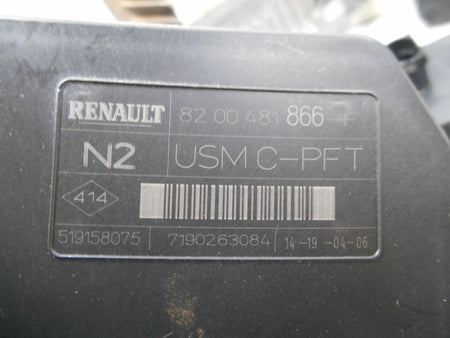 RENAULT 82 00 481 866 -F
N2 USM C-PFT
414
519158075 7190263084 14-19 -04-06